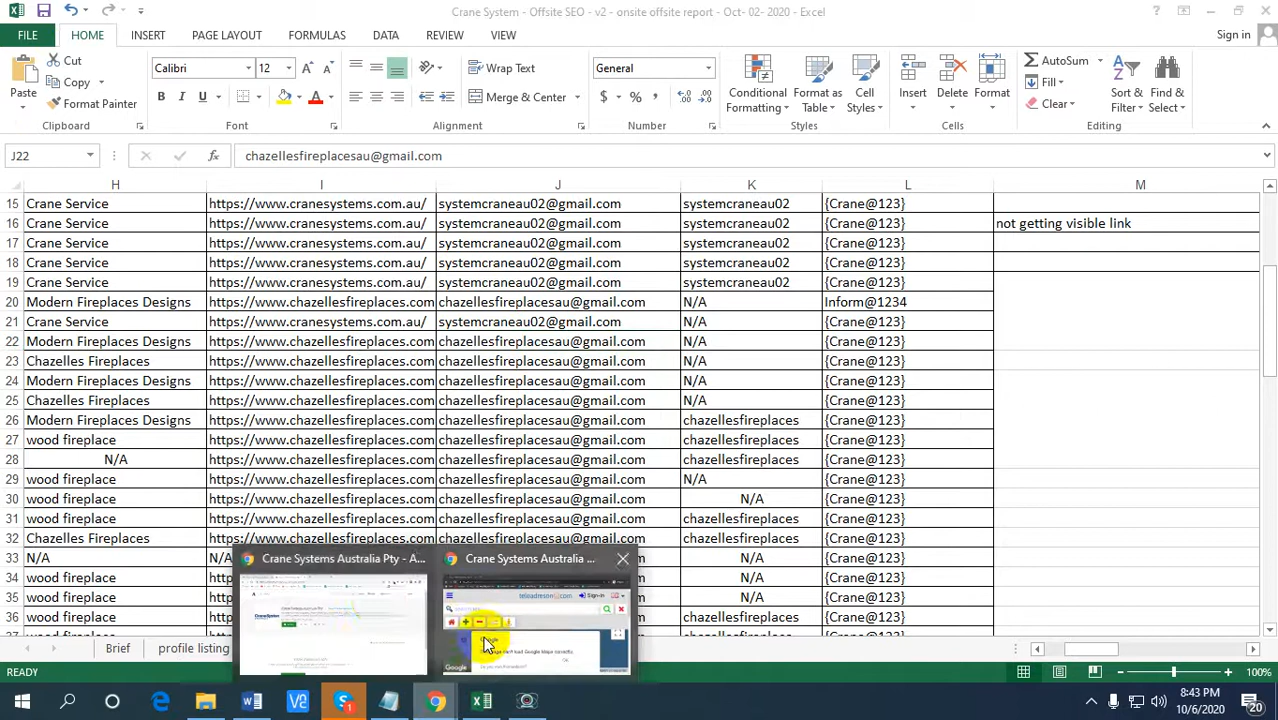 Crane System - Offsite SEO - v2 - onsite offsite report - Oct- 02- 2020 - Excel
FILE HOME INSERT PAGE LAYOUT FORMULAS DATA REVIEW VIEW Sign in
Cut
Copy
Format Painter
Paste
Calibri 12
Wrap Text
Merge & Center
General
Conditional Formatting
Format as Table
Cell Styles
Insert
Delete
Format
AutoSum
Fill
Clear
Sort & Filter
Find & Select
Clipboard Font Alignment Number Styles Cells Editing
J22 chazellesfireplacesau@gmail.com
H I J K L M
15 Crane Service https://www.cranesystems.com.au/ systemcraneau02@gmail.com systemcraneau02 {Crane@123}
16 Crane Service https://www.cranesystems.com.au/ systemcraneau02@gmail.com systemcraneau02 {Crane@123} not getting visible link
17 Crane Service https://www.cranesystems.com.au/ systemcraneau02@gmail.com systemcraneau02 {Crane@123}
18 Crane Service https://www.cranesystems.com.au/ systemcraneau02@gmail.com systemcraneau02 {Crane@123}
19 Crane Service https://www.cranesystems.com.au/ systemcraneau02@gmail.com systemcraneau02 {Crane@123}
20 Modern Fireplaces Designs https://www.chazellesfireplaces.com chazellesfireplacesau@gmail.com N/A Inform@1234
21 Crane Service https://www.cranesystems.com.au/ systemcraneau02@gmail.com N/A {Crane@123}
22 Modern Fireplaces Designs https://www.chazellesfireplaces.com chazellesfireplacesau@gmail.com N/A {Crane@123}
23 Chazelles Fireplaces https://www.chazellesfireplaces.com chazellesfireplacesau@gmail.com N/A {Crane@123}
24 Modern Fireplaces Designs https://www.chazellesfireplaces.com chazellesfireplacesau@gmail.com N/A {Crane@123}
25 Chazelles Fireplaces https://www.chazellesfireplaces.com chazellesfireplacesau@gmail.com N/A {Crane@123}
26 Modern Fireplaces Designs https://www.chazellesfireplaces.com chazellesfireplacesau@gmail.com chazellesfireplaces {Crane@123}
27 wood fireplace https://www.chazellesfireplaces.com chazellesfireplacesau@gmail.com chazellesfireplaces {Crane@123}
28 N/A https://www.chazellesfireplaces.com chazellesfireplacesau@gmail.com chazellesfireplaces {Crane@123}
29 wood fireplace https://www.chazellesfireplaces.com chazellesfireplacesau@gmail.com N/A {Crane@123}
30 wood fireplace https://www.chazellesfireplaces.com chazellesfireplacesau@gmail.com N/A {Crane@123}
31 wood fireplace https://www.chazellesfireplaces.com chazellesfireplacesau@gmail.com chazellesfireplaces {Crane@123}
32 Chazelles Fireplaces https://www.chazellesfireplaces.com chazellesfireplacesau@gmail.com chazellesfireplaces {Crane@123}
33 N/A N/A N/A {Crane@123}
34 wood fireplace N/A {Crane@123}
35 wood fireplace N/A {Crane@123}
36 wood fireplace chazellesfireplaces {Crane@123}
Crane Systems Australia Pty - A... Crane Systems Australia ...
teleadreson.com Sign-in
CraneSystem
Google
OK
Brief profile listing
READY 100%
8:43 PM
10/6/2020
20